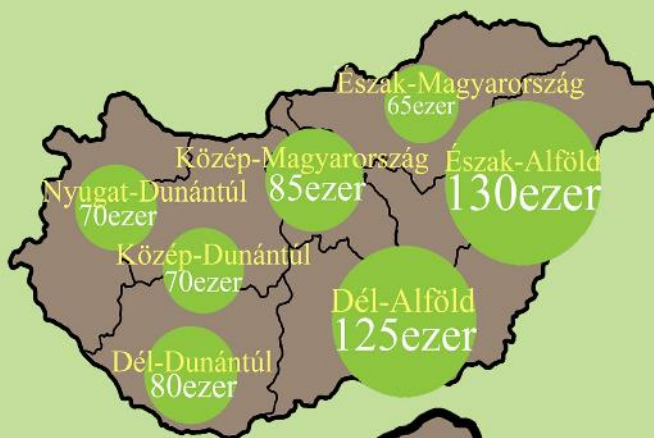 Észak-Magyarország
65ezer
Közép-Magyarország
85ezer
Észak-Alföld
130ezer
Nyugat-Dunántúl
70ezer
Közép-Dunántúl
70ezer
Dél-Alföld
125ezer
Dél-Dunántúl
80ezer